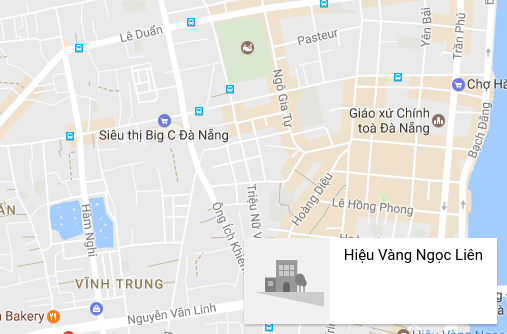 Lê Duẩn
Pasteur
Yên Bái
Trần Phú
Ngô Gia Tự
Chợ Hà
Siêu thị Big C Đà Nẵng
Giáo xứ Chính
toà Đà Nẵng
Bạch Đằng
Hàm Nghi
Ông Ích Khiêm
Triệu Nữ V
Hoàng Diệu
Lê Hồng Phong
Hiệu Vàng Ngọc Liên
VĨNH TRUNG
Nguyễn Văn Linh
Bakery